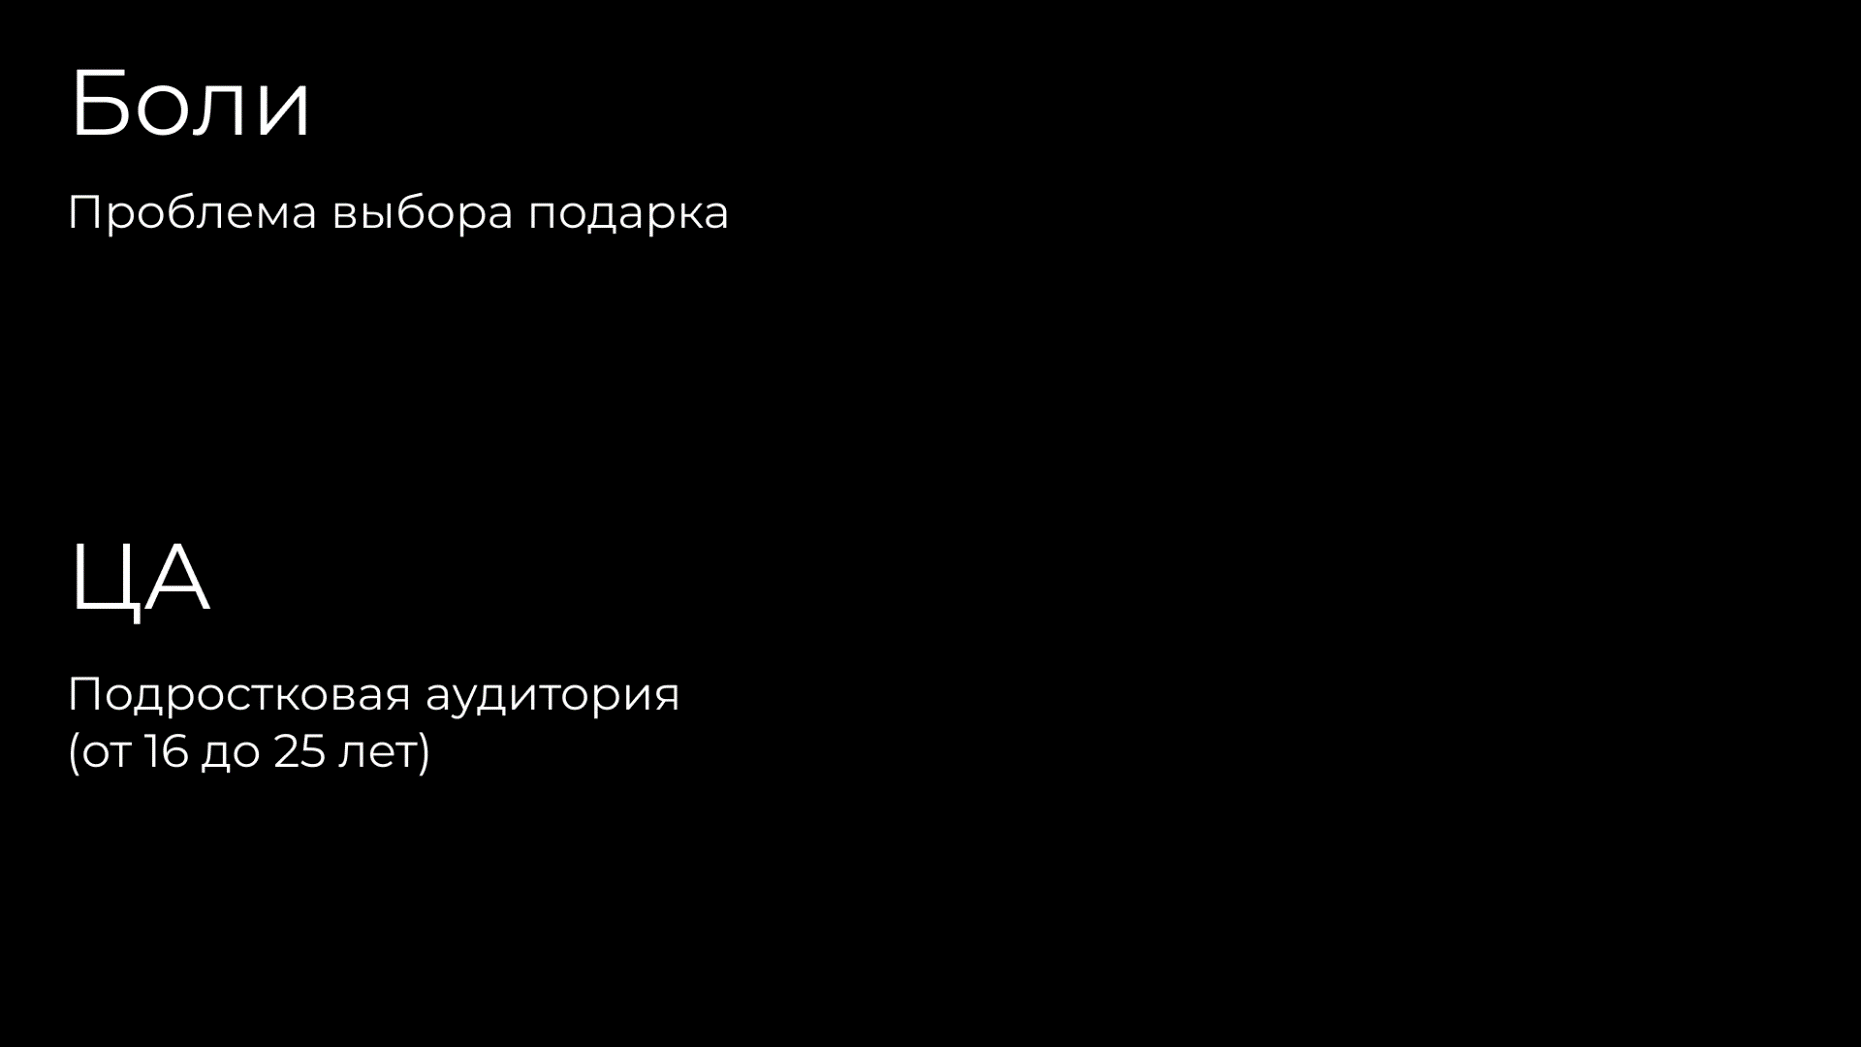 Боли
Проблема выбора подарка
ЦА
Подростковая аудитория
(от 16 до 25 лет)